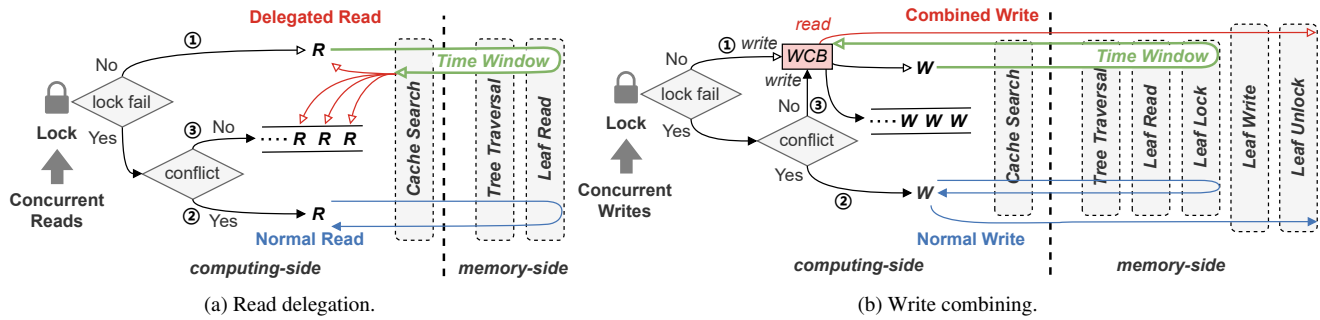 Delegated Read
①
R
No
Time Window
lock fail
Lock
Yes
③
No
..... R R R
conflict
Concurrent
Reads
②
Yes
R
Normal Read
Cache Search
Tree Traversal
Leaf Read
computing-side
memory-side
(a) Read delegation.
read
Combined Write
①
write
WCB
No
Time Window
W
write
lock fail
No
③
Lock
Yes
.... W W W
conflict
Concurrent
Writes
Yes
②
W
Normal Write
Cache Search
Tree Traversal
Leaf Read
Leaf Lock
Leaf Write
Leaf Unlock
computing-side
memory-side
(b) Write combining.